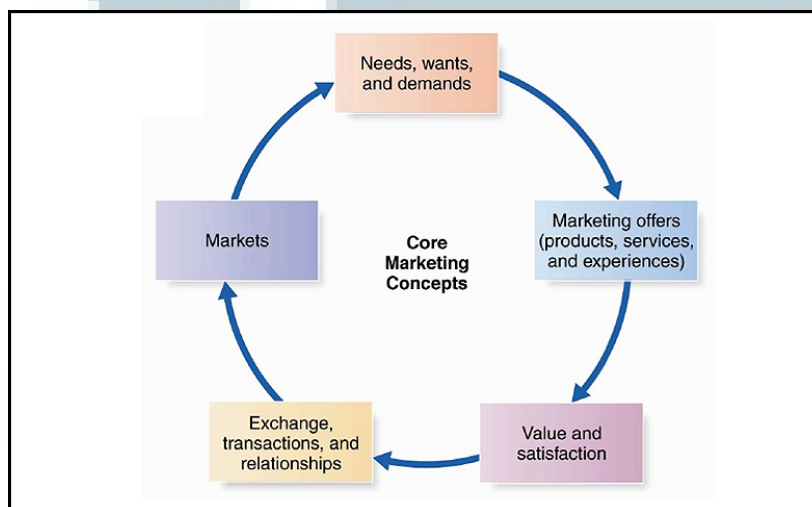 Needs, wants,
and demands
Marketing offers
(products, services,
and experiences)
Value and
satisfaction
Exchange,
transactions, and
relationships
Markets
Core
Marketing
Concepts